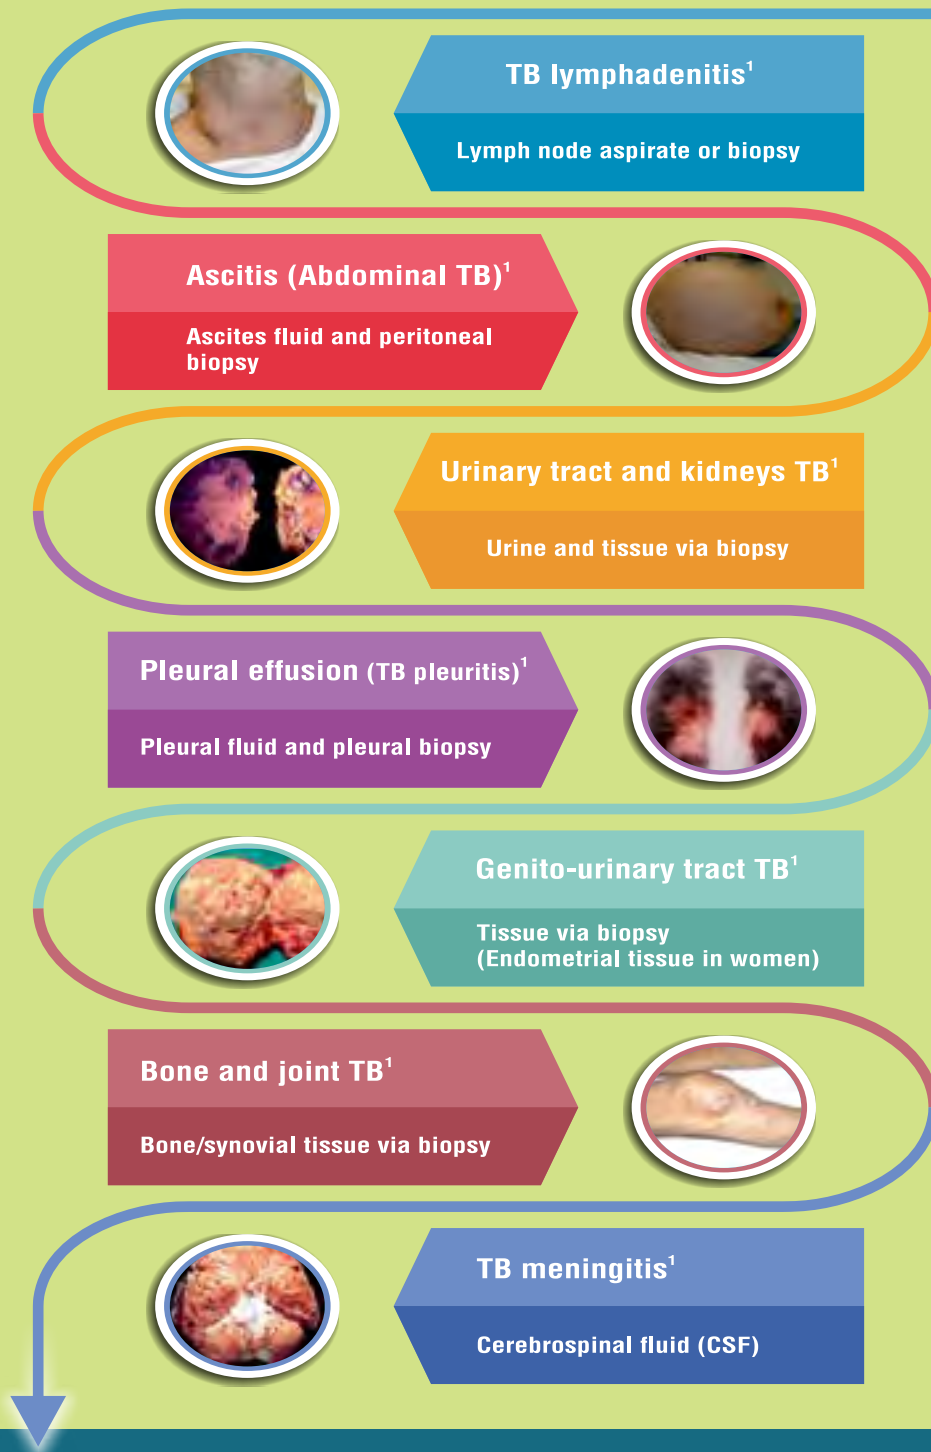 TB lymphadenitis¹
Lymph node aspirate or biopsy
Ascitis (Abdominal TB)¹
Ascites fluid and peritoneal
biopsy
Urinary tract and kidneys TB¹
Urine and tissue via biopsy
Pleural effusion (TB pleuritis)¹
Pleural fluid and pleural biopsy
Genito-urinary tract TB¹
Tissue via biopsy
(Endometrial tissue in women)
Bone and joint TB¹
Bone/synovial tissue via biopsy
TB meningitis¹
Cerebrospinal fluid (CSF)